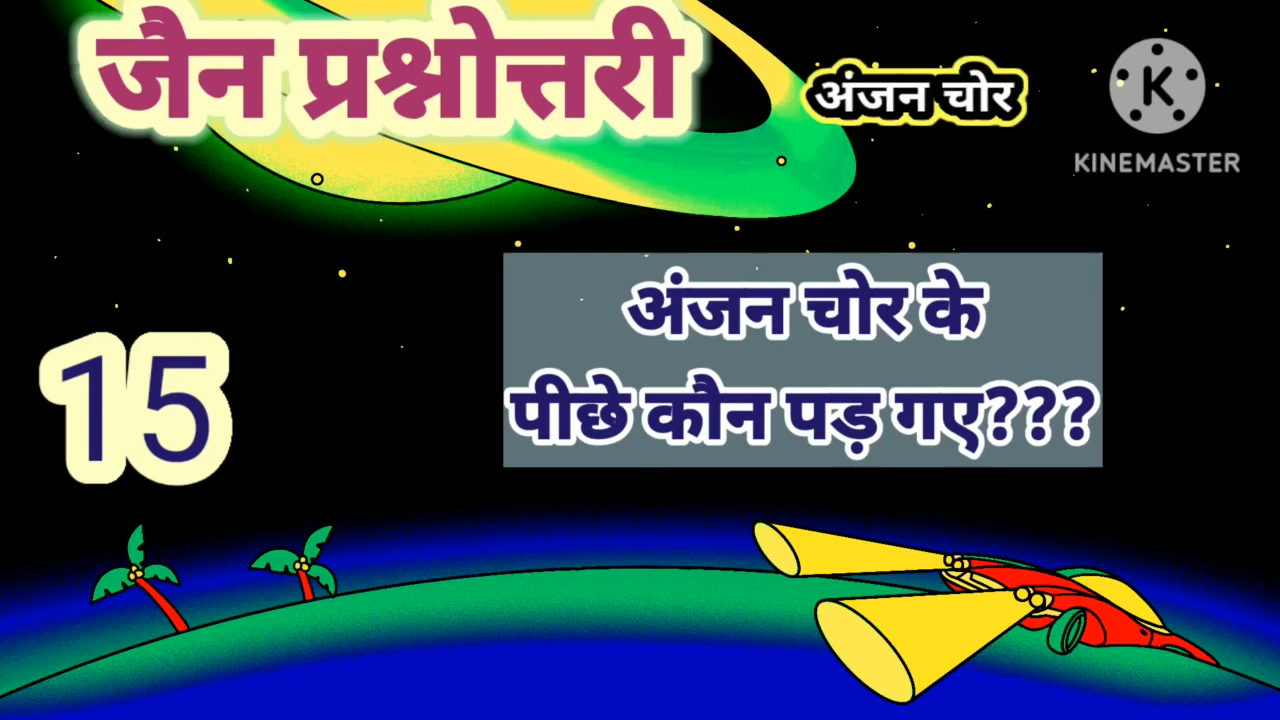 जैन प्रश्नोत्तरी
अंजन चोर
K
KINEMASTER
अंजन चोर के
पीछे कौन पड़ गए???
15